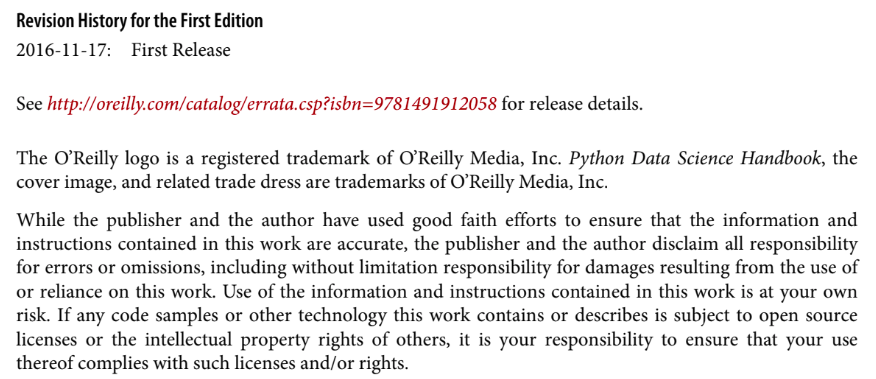 Revision History for the First Edition
2016-11-17: First Release
See http://oreilly.com/catalog/errata.csp?isbn=9781491912058 for release details.
The O’Reilly logo is a registered trademark of O’Reilly Media, Inc. Python Data Science Handbook, the
cover image, and related trade dress are trademarks of O’Reilly Media, Inc.
While the publisher and the author have used good faith efforts to ensure that the information and
instructions contained in this work are accurate, the publisher and the author disclaim all responsibility
for errors or omissions, including without limitation responsibility for damages resulting from the use of
or reliance on this work. Use of the information and instructions contained in this work is at your own
risk. If any code samples or other technology this work contains or describes is subject to open source
licenses or the intellectual property rights of others, it is your responsibility to ensure that your use
thereof complies with such licenses and/or rights.